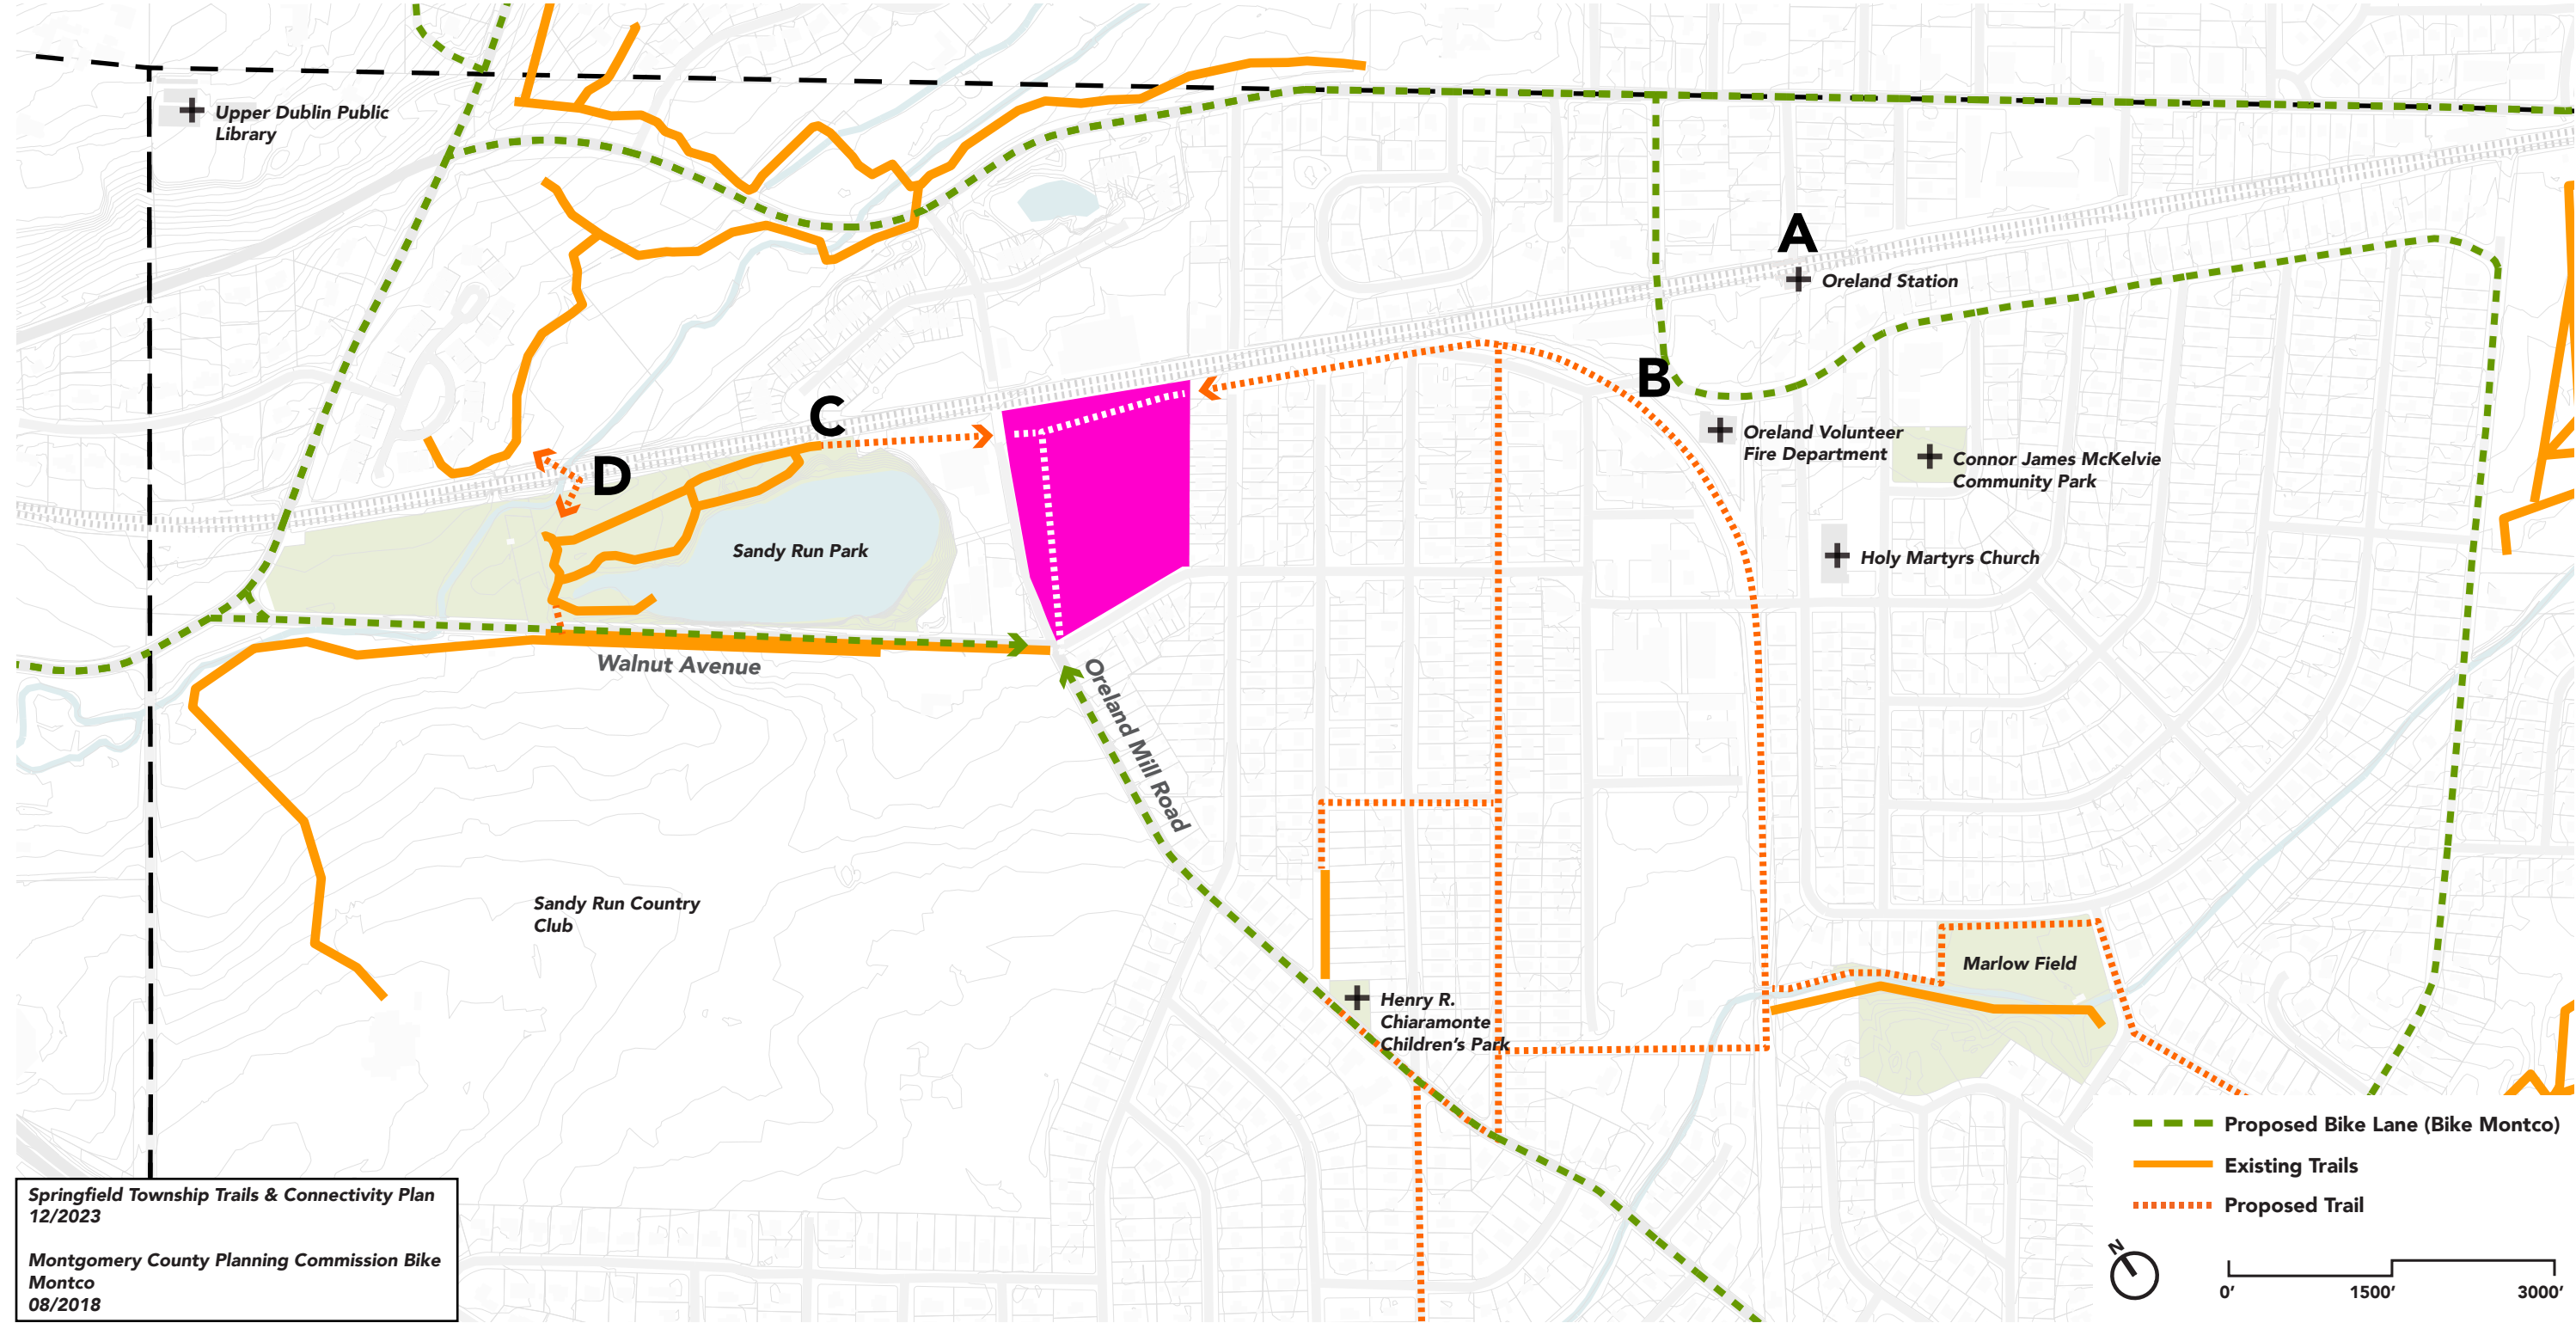 Upper Dublin Public
Library
A
Oreland Station
B
C
D
Oreland Volunteer
Fire Department
Connor James McKelvie
Community Park
Sandy Run Park
Holy Martyrs Church
Walnut Avenue
Oreland Mill Road
Sandy Run Country
Club
Marlow Field
Henry R.
Chiaramonte
Children's Park
Proposed Bike Lane (Bike Montco)
Existing Trails
Proposed Trail
N
0'
1500'
3000'
Springfield Township Trails & Connectivity Plan
12/2023
Montgomery County Planning Commission Bike
Montco
08/2018